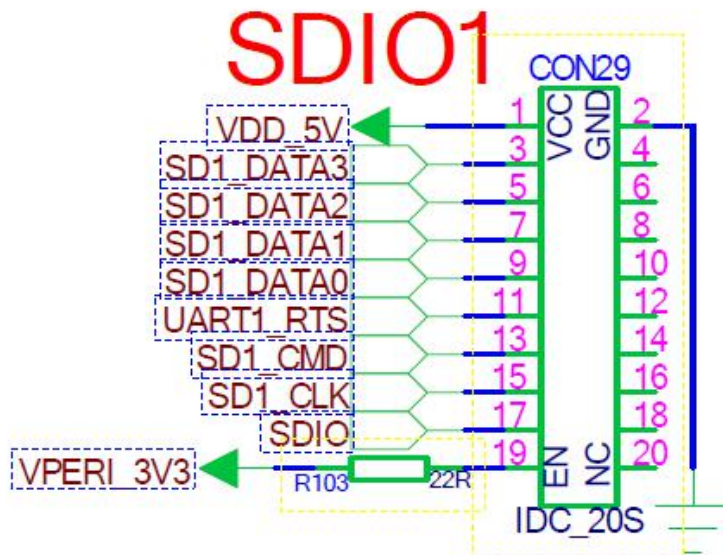 SDIO1
CON29
VDD_5V 1 VCC GND 2
SD1_DATA3 3 4
SD1_DATA2 5 6
SD1_DATA1 7 8
SD1_DATA0 9 10
UART1_RTS 11 12
SD1_CMD 13 14
SD1_CLK 15 16
SDIO 17 18
VPERI_3V3 R103 22R 19 EN NC 20
IDC_20S